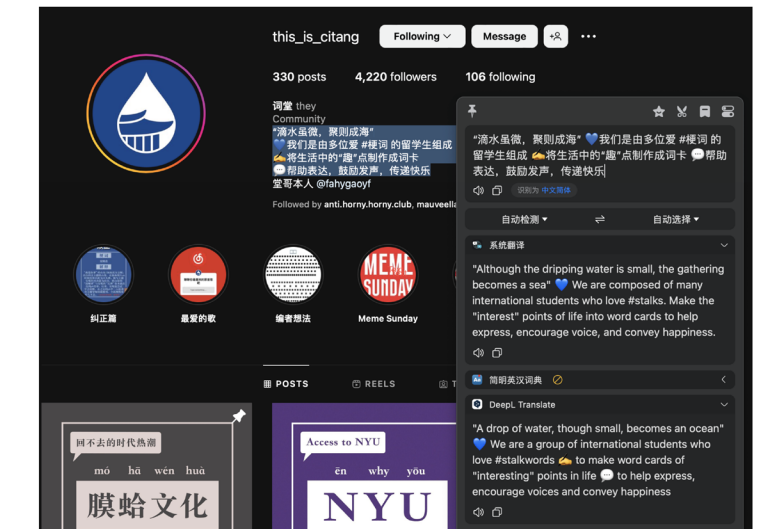 this_is_citang
Following
Message
330 posts
4,220 followers
106 following
词堂 they
Community
“滴水虽微，聚则成海”
💙我们是由多位爱 #梗词 的留学生组成
✍️将生活中的“趣”点制作成词卡
💬帮助表达，鼓励发声，传递快乐
堂哥本人 @fahygaoyf
Followed by anti.horny.horny.club, mauveella
纠正篇
最爱的歌
编者想法
MEME
SUNDAY
Meme Sunday
POSTS
REELS
T
回不去的时代热潮
mó hā wén huà
膜蛤文化
Access to NYU
ēn why yōu
NYU
“滴水虽微，聚则成海” 💙我们是由多位爱 #梗词 的
留学生组成 ✍️将生活中的“趣”点制作成词卡 💬帮助
表达，鼓励发声，传递快乐
识别为 中文简体
自动检测
自动选择
系统翻译
"Although the dripping water is small, the gathering
becomes a sea" 💙 We are composed of many
international students who love #stalks. Make the
"interest" points of life into word cards to help
express, encourage voice, and convey happiness.
简明英汉词典
DeepL Translate
"A drop of water, though small, becomes an ocean"
💙 We are a group of international students who
love #stalkwords ✍️ to make word cards of
"interesting" points in life 💬 to help express,
encourage voices and convey happiness